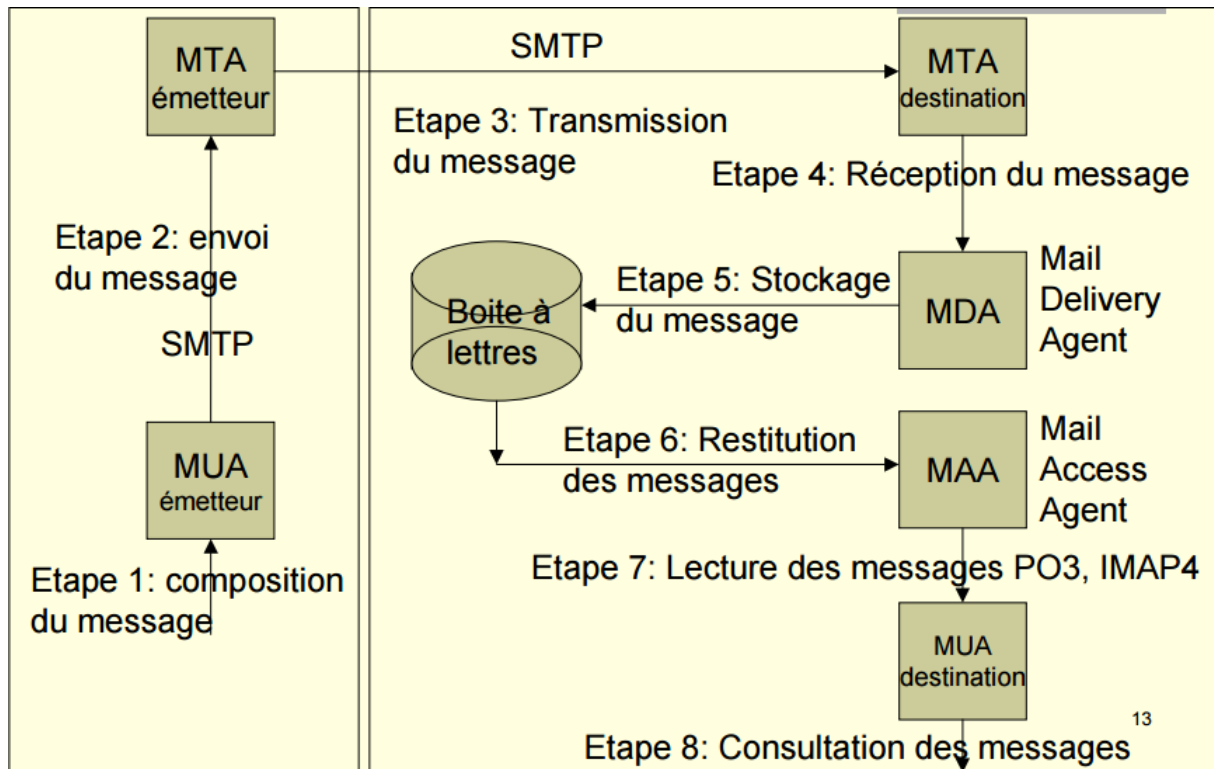 MTA
émetteur
SMTP
MTA
destination
Etape 3: Transmission
du message
Etape 4: Réception du message
Etape 2: envoi
du message
SMTP
Boite à
lettres
Etape 5: Stockage
du message
MDA
Mail
Delivery
Agent
MUA
émetteur
Etape 6: Restitution
des messages
MAA
Mail
Access
Agent
Etape 1: composition
du message
Etape 7: Lecture des messages PO3, IMAP4
MUA
destination
13
Etape 8: Consultation des messages